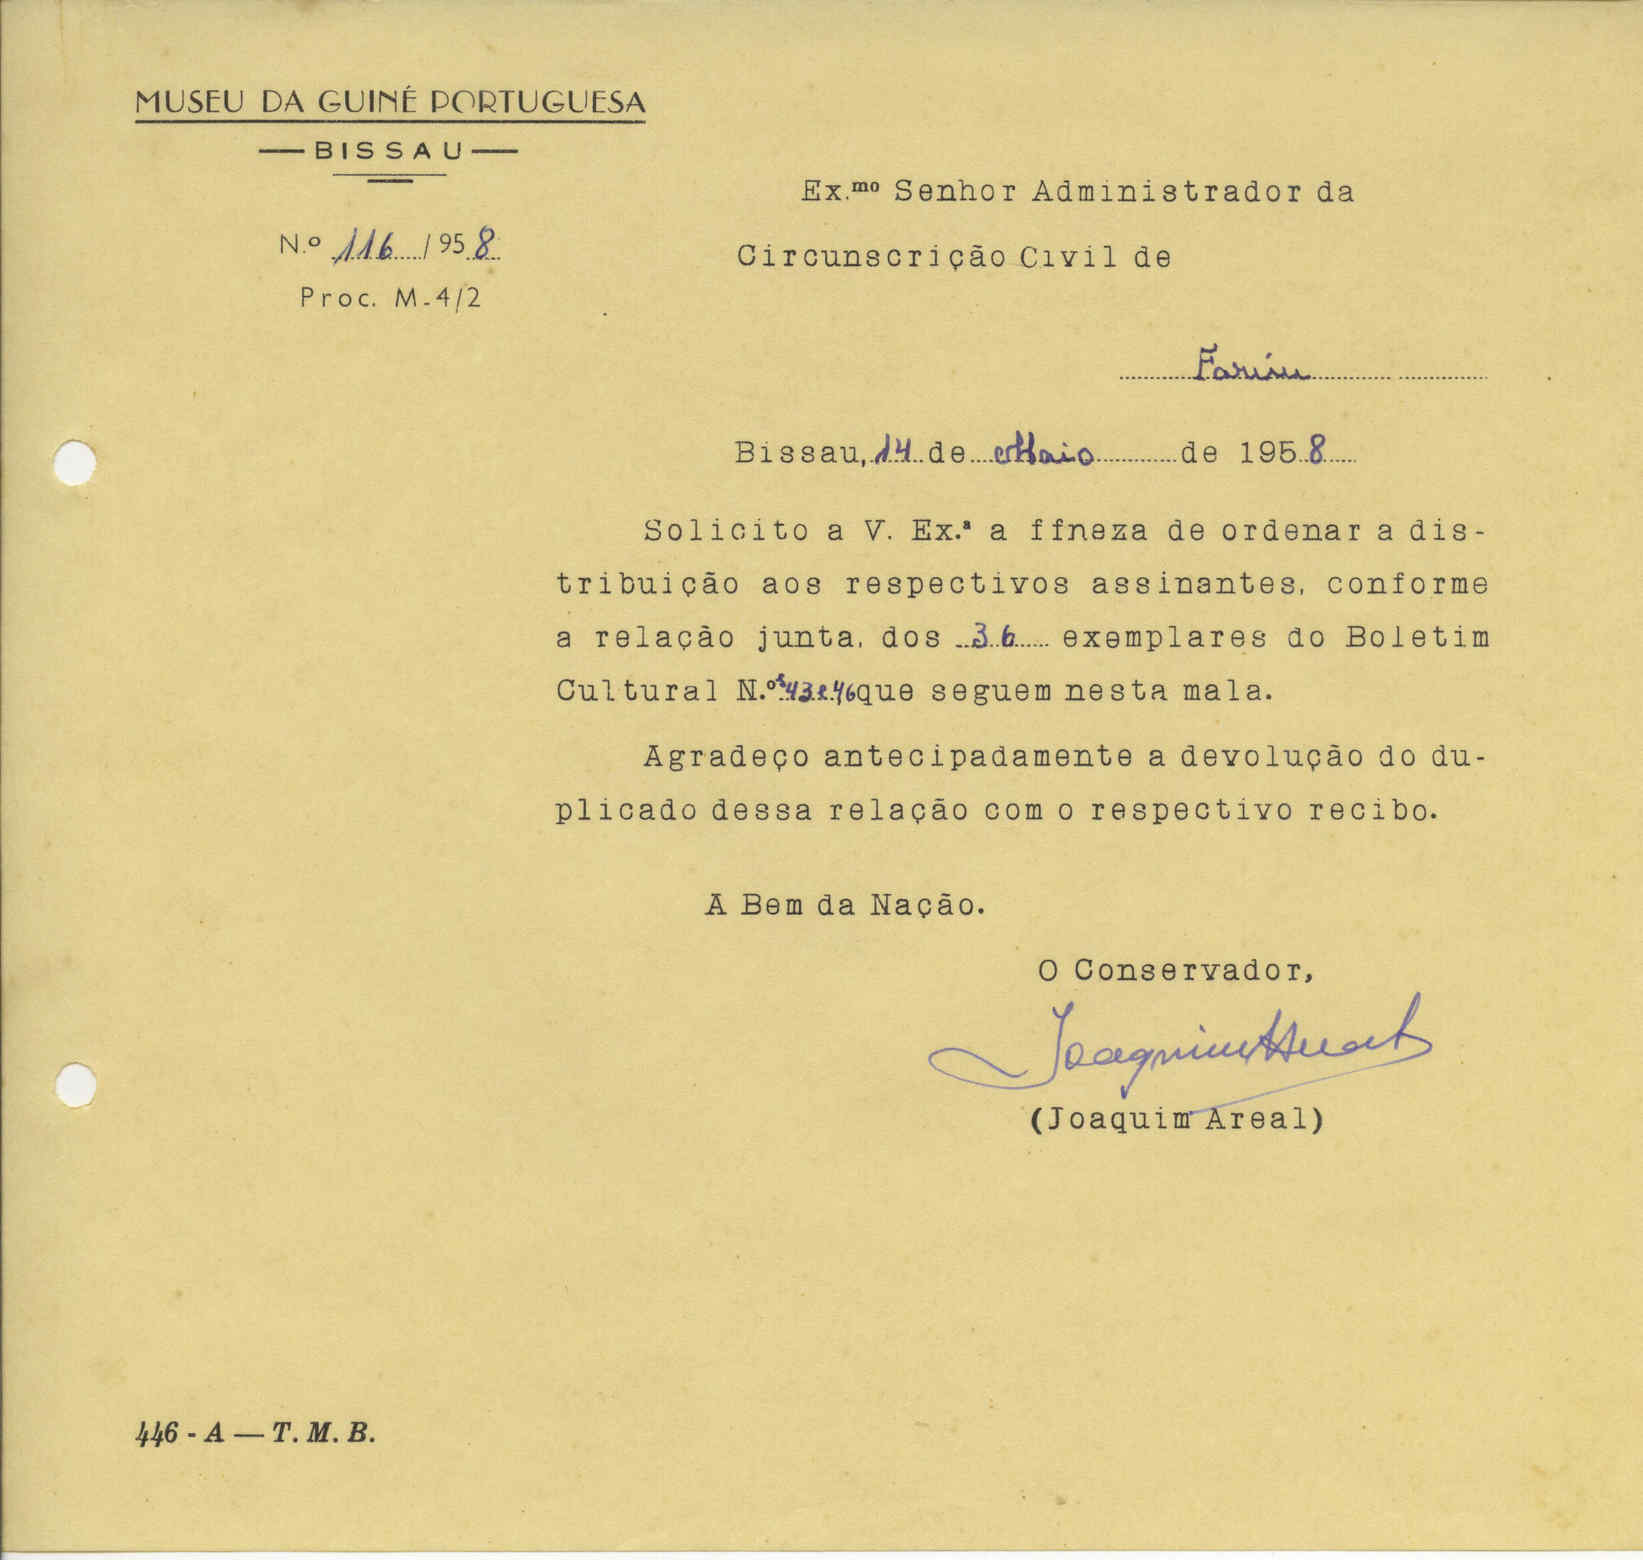 MUSEU DA GUINÉ PORTUGUESA
BISSAU
N.º 116/958
Proc. M-4/2
Ex.mo Senhor Administrador da
Circunscrição Civil de
Farim
Bissau, 14 de Maio de 1958
Solicito a V. Ex.ª a ffneza de ordenar a dis-
tribuição aos respectivos assinantes, conforme
a relação junta, dos 36 exemplares do Boletim
Cultural N.os 43 e 46 que seguem nesta mala.
Agradeço antecipadamente a devolução do du-
plicado dessa relação com o respectivo recibo.
A Bem da Nação.
O Conservador,
(Joaquim Areal)
446 - A — T. M. B.